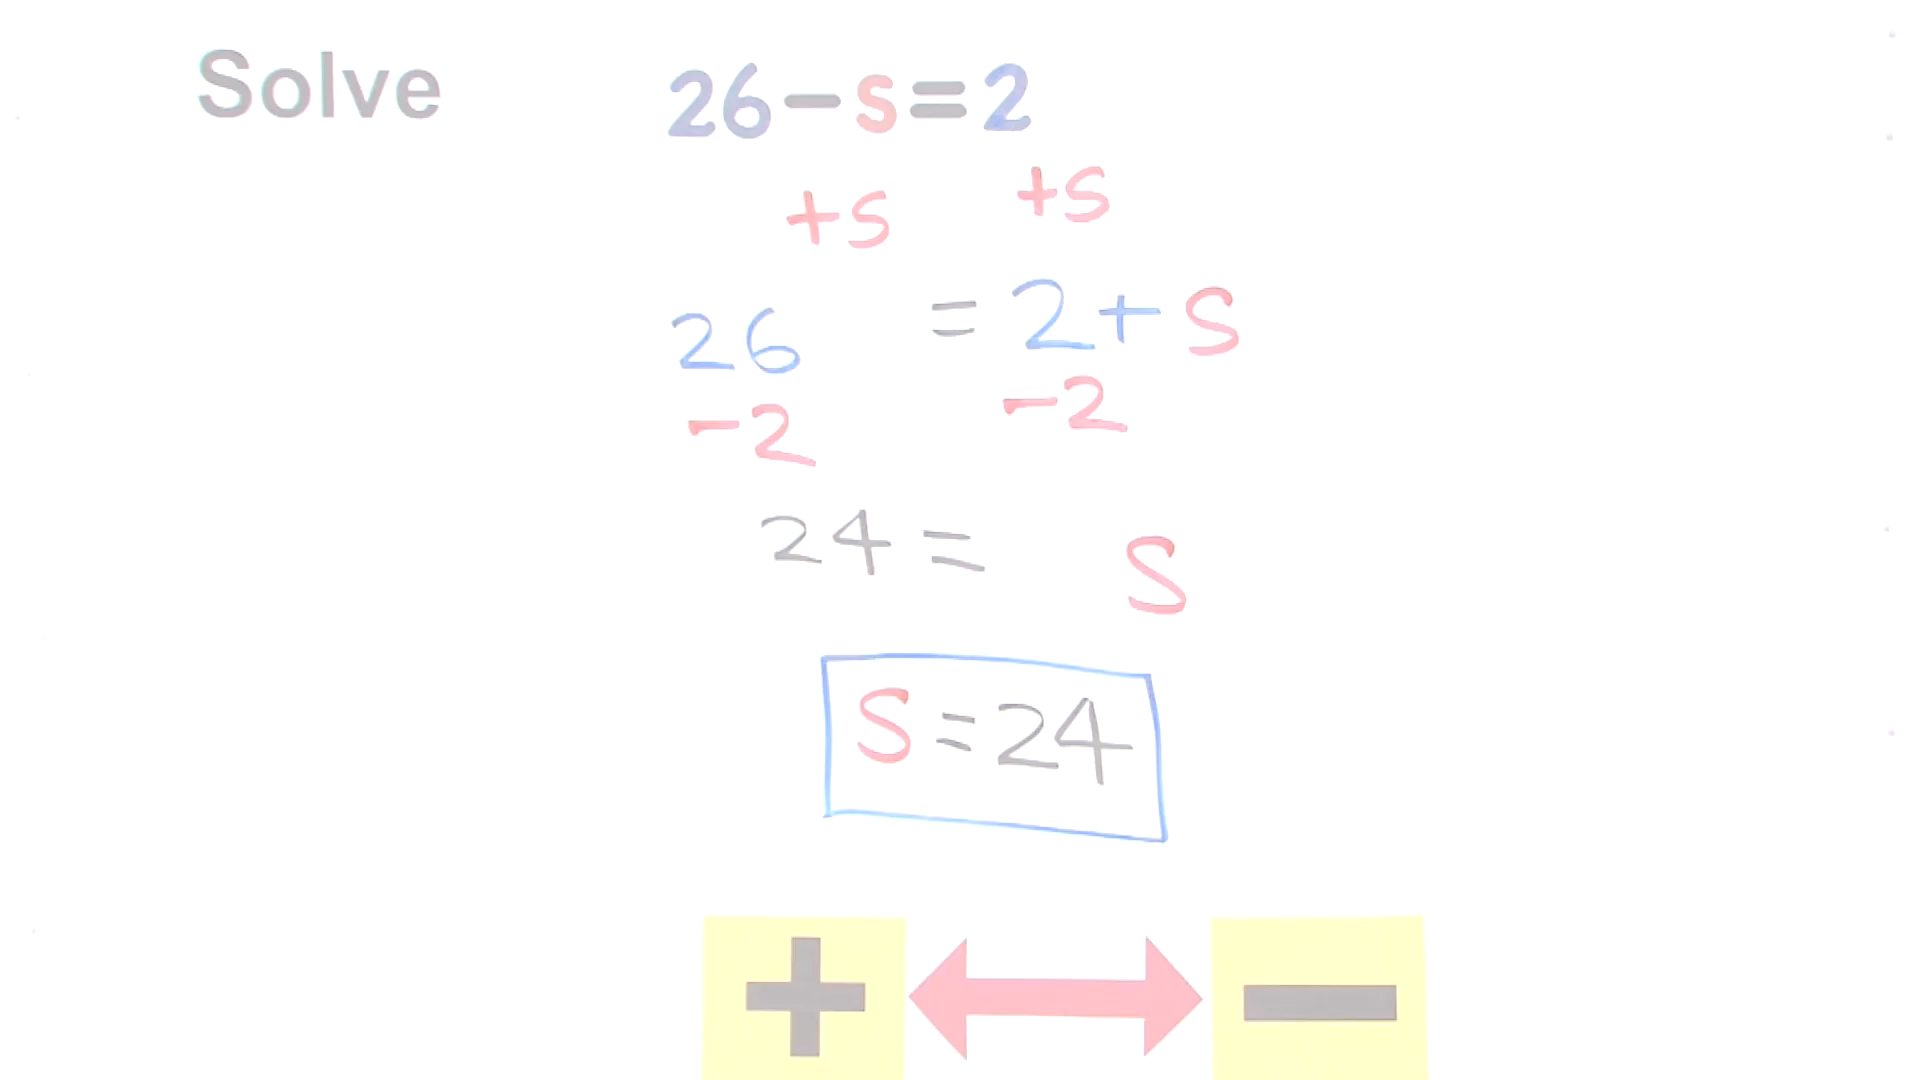 Solve 26-s=2
+s +s
26 = 2+s
-2 -2
24 = s
s=24
+ -